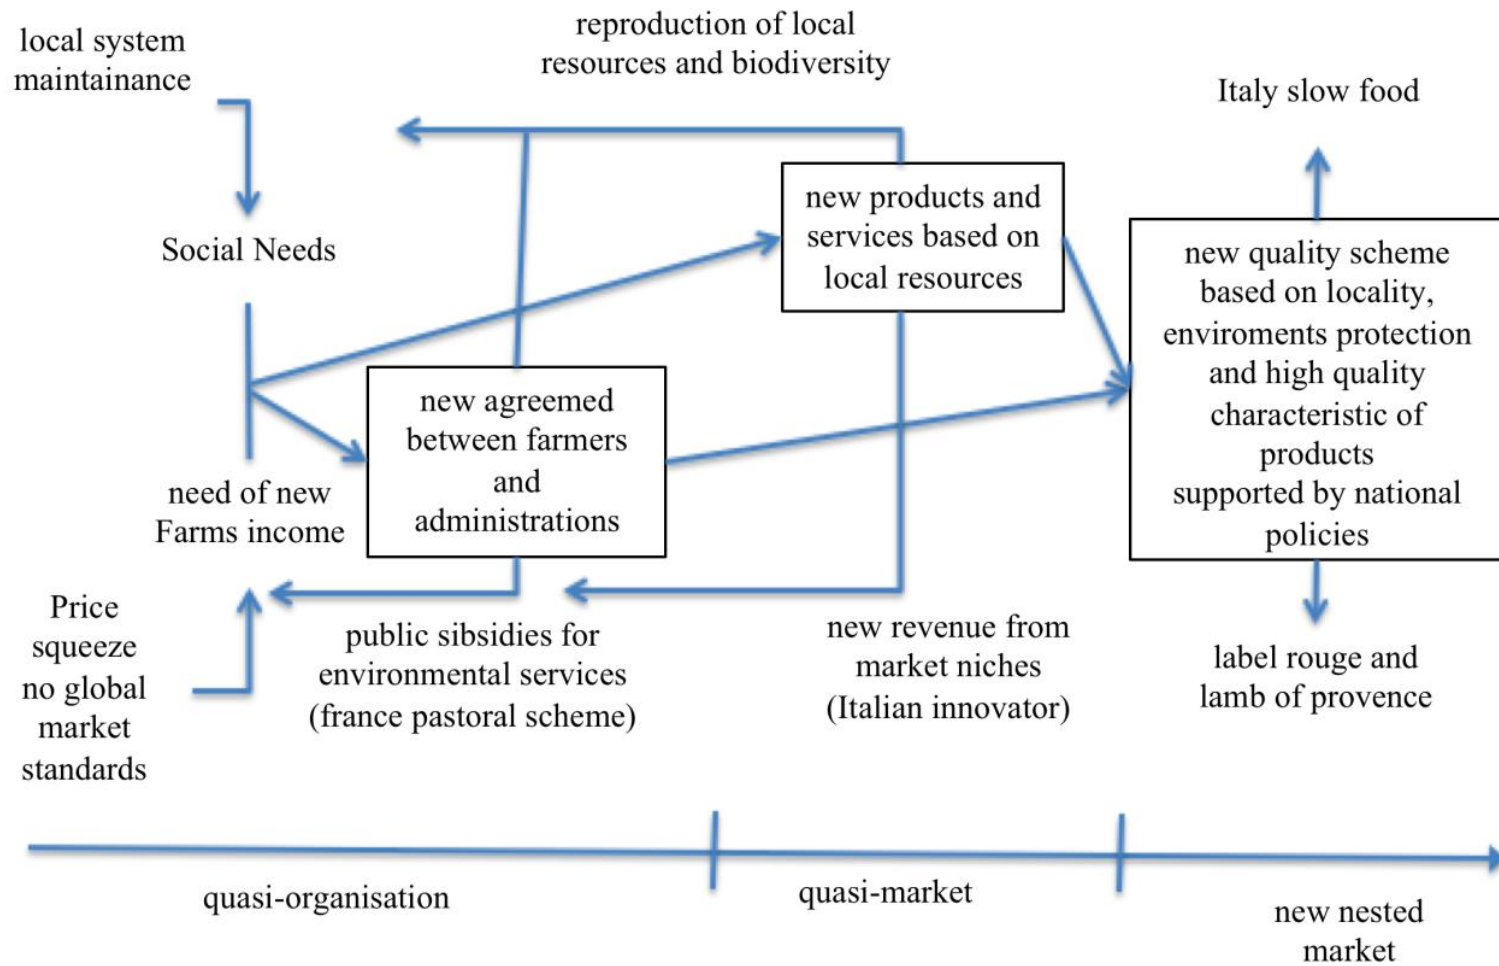 local system
maintainance
reproduction of local
resources and biodiversity
Italy slow food
Social Needs
new products and
services based on
local resources
new quality scheme
based on locality,
enviroments protection
and high quality
characteristic of
products
supported by national
policies
new agreemed
between farmers
and
administrations
need of new
Farms income
Price
squeeze
no global
market
standards
public sibsidies for
environmental services
(france pastoral scheme)
new revenue from
market niches
(Italian innovator)
label rouge and
lamb of provence
quasi-organisation
quasi-market
new nested
market